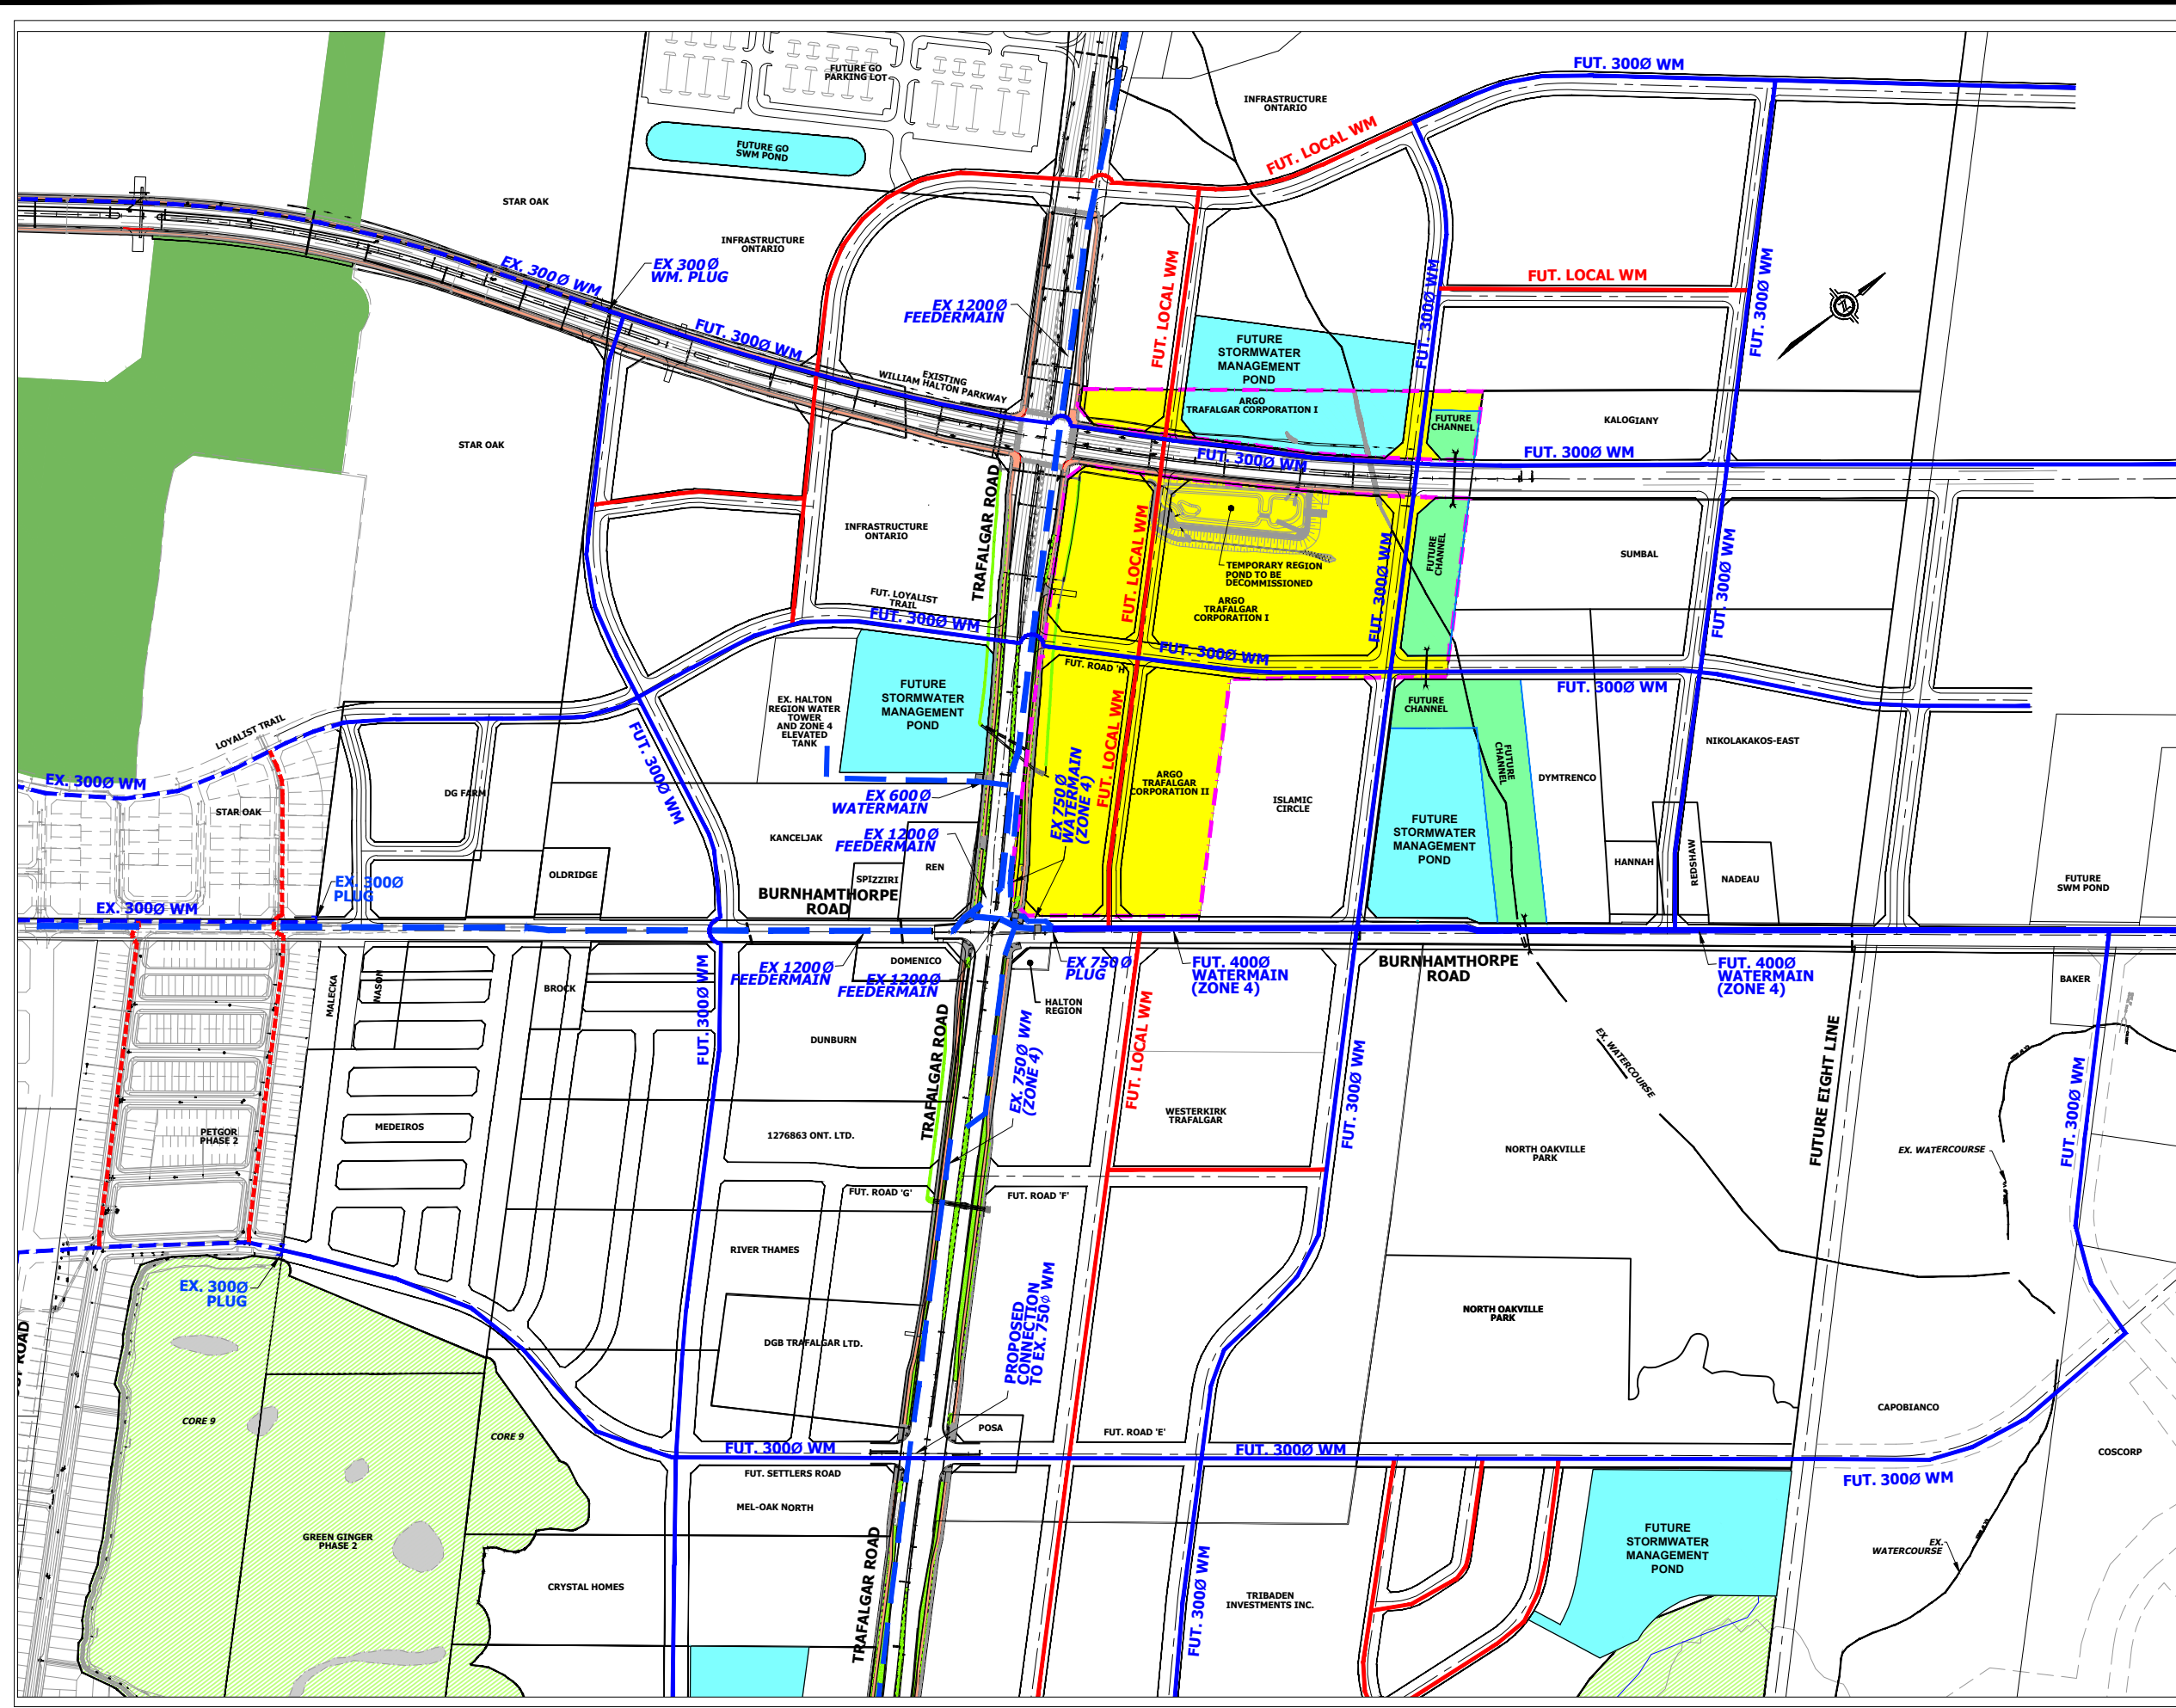 FUTURE GO
PARKING LOT
FUT. 300Ø WM
INFRASTRUCTURE
ONTARIO
FUT. LOCAL WM
FUTURE GO
SWM POND
STAR OAK
INFRASTRUCTURE
ONTARIO
EX. 300Ø WM
EX 300Ø
WM. PLUG
FUT. LOCAL WM
FUT. 300Ø WM
FUT. LOCAL WM
FUT. 300Ø WM
EX 1200Ø
FEEDERMAIN
FUT. 300Ø WM
FUTURE
STORMWATER
MANAGEMENT
POND
EXISTING
WILLIAM HALTON PARKWAY
ARGO
TRAFALGAR CORPORATION I
FUTURE
CHANNEL
KALOGIANY
STAR OAK
FUT. 300Ø WM
FUT. 300Ø WM
TRAFALGAR ROAD
INFRASTRUCTURE
ONTARIO
FUT. LOCAL WM
FUT. 300Ø WM
FUTURE
CHANNEL
SUMBAL
FUT. 300Ø WM
TEMPORARY REGION
POND TO BE
DECOMMISSIONED
ARGO
TRAFALGAR
CORPORATION I
FUT. LOYALIST
TRAIL
FUT. 300Ø WM
FUT. 300Ø WM
FUT. ROAD 'H'
FUT. 300Ø WM
EX. HALTON
REGION WATER
TOWER
AND ZONE 4
ELEVATED
TANK
FUTURE
STORMWATER
MANAGEMENT
POND
FUTURE
CHANNEL
LOYALIST TRAIL
FUT. 300Ø WM
FUT. LOCAL WM
FUTURE
CHANNEL
NIKOLAKAKOS-EAST
EX. 300Ø WM
DG FARM
EX 600Ø
WATERMAIN
EX 750Ø
WATERMAIN
(ZONE 4)
ARGO
TRAFALGAR
CORPORATION II
DYMTRENCO
STAR OAK
ISLAMIC
CIRCLE
KANCELJAK
EX 1200Ø
FEEDERMAIN
FUTURE
STORMWATER
MANAGEMENT
POND
OLDRIDGE
SPIZZIRI
REN
HANNAH
REDSHAW
NADEAU
FUTURE
SWM POND
EX. 300Ø
PLUG
BURNHAMTHORPE
ROAD
EX. 300Ø WM
DOMENICO
EX 1200Ø
FEEDERMAIN
EX 1200Ø
FEEDERMAIN
EX 750Ø
PLUG
FUT. 400Ø
WATERMAIN
(ZONE 4)
BURNHAMTHORPE
ROAD
FUT. 400Ø
WATERMAIN
(ZONE 4)
BAKER
MALECKA
NASON
BROCK
FUT. 300Ø WM
HALTON
REGION
DUNBURN
TRAFALGAR ROAD
EX. 750Ø WM
(ZONE 4)
FUT. LOCAL WM
FUT. 300Ø WM
EX. WATERCOURSE
FUTURE EIGHT LINE
FUT. 300Ø WM
WESTERKIRK
TRAFALGAR
MEDEIROS
PETGOR
PHASE 2
1276863 ONT. LTD.
NORTH OAKVILLE
PARK
EX. WATERCOURSE
FUT. ROAD 'G'
FUT. ROAD 'F'
RIVER THAMES
EX. 300Ø
PLUG
PROPOSED
CONNECTION
TO EX. 750Ø WM
NORTH OAKVILLE
PARK
DGB TRAFALGAR LTD.
ROAD
CORE 9
CORE 9
POSA
FUT. ROAD 'E'
CAPOBIANCO
FUT. 300Ø WM
FUT. 300Ø WM
COSCORP
FUT. SETTLERS ROAD
FUT. 300Ø WM
MEL-OAK NORTH
GREEN GINGER
PHASE 2
TRAFALGAR ROAD
FUTURE
STORMWATER
MANAGEMENT
POND
EX.
WATERCOURSE
CRYSTAL HOMES
FUT. 300Ø WM
TRIBADEN
INVESTMENTS INC.